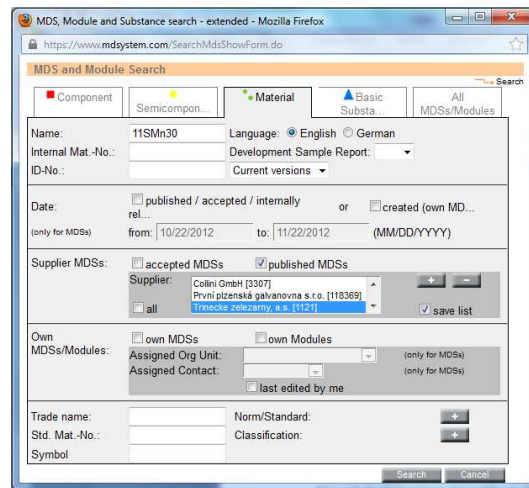 MDS, Module and Substance search - extended - Mozilla Firefox
https://www.mdsystem.com/SearchMdsShowForm.do
MDS and Module Search
Search
Component Semicompon... Material Basic Substa... All MDSs/Modules
Name: 11SMn30 Language: English German
Internal Mat.-No.: Development Sample Report:
ID-No.: Current versions
Date: published / accepted / internally rel... or created (own MD...
(only for MDSs) from: 10/22/2012 to: 11/22/2012 (MM/DD/YYYY)
Supplier MDSs: accepted MDSs published MDSs
Supplier: Collini GmbH [3307] + -
První plzenská galvanovna s.r.o. [118369]
all Trinecke zelezarny, a.s. [1121] save list
Own MDSs/Modules: own MDSs own Modules
Assigned Org Unit: (only for MDSs)
Assigned Contact: (only for MDSs)
last edited by me
Trade name: Norm/Standard: +
Std. Mat.-No.: Classification: +
Symbol
Search Cancel